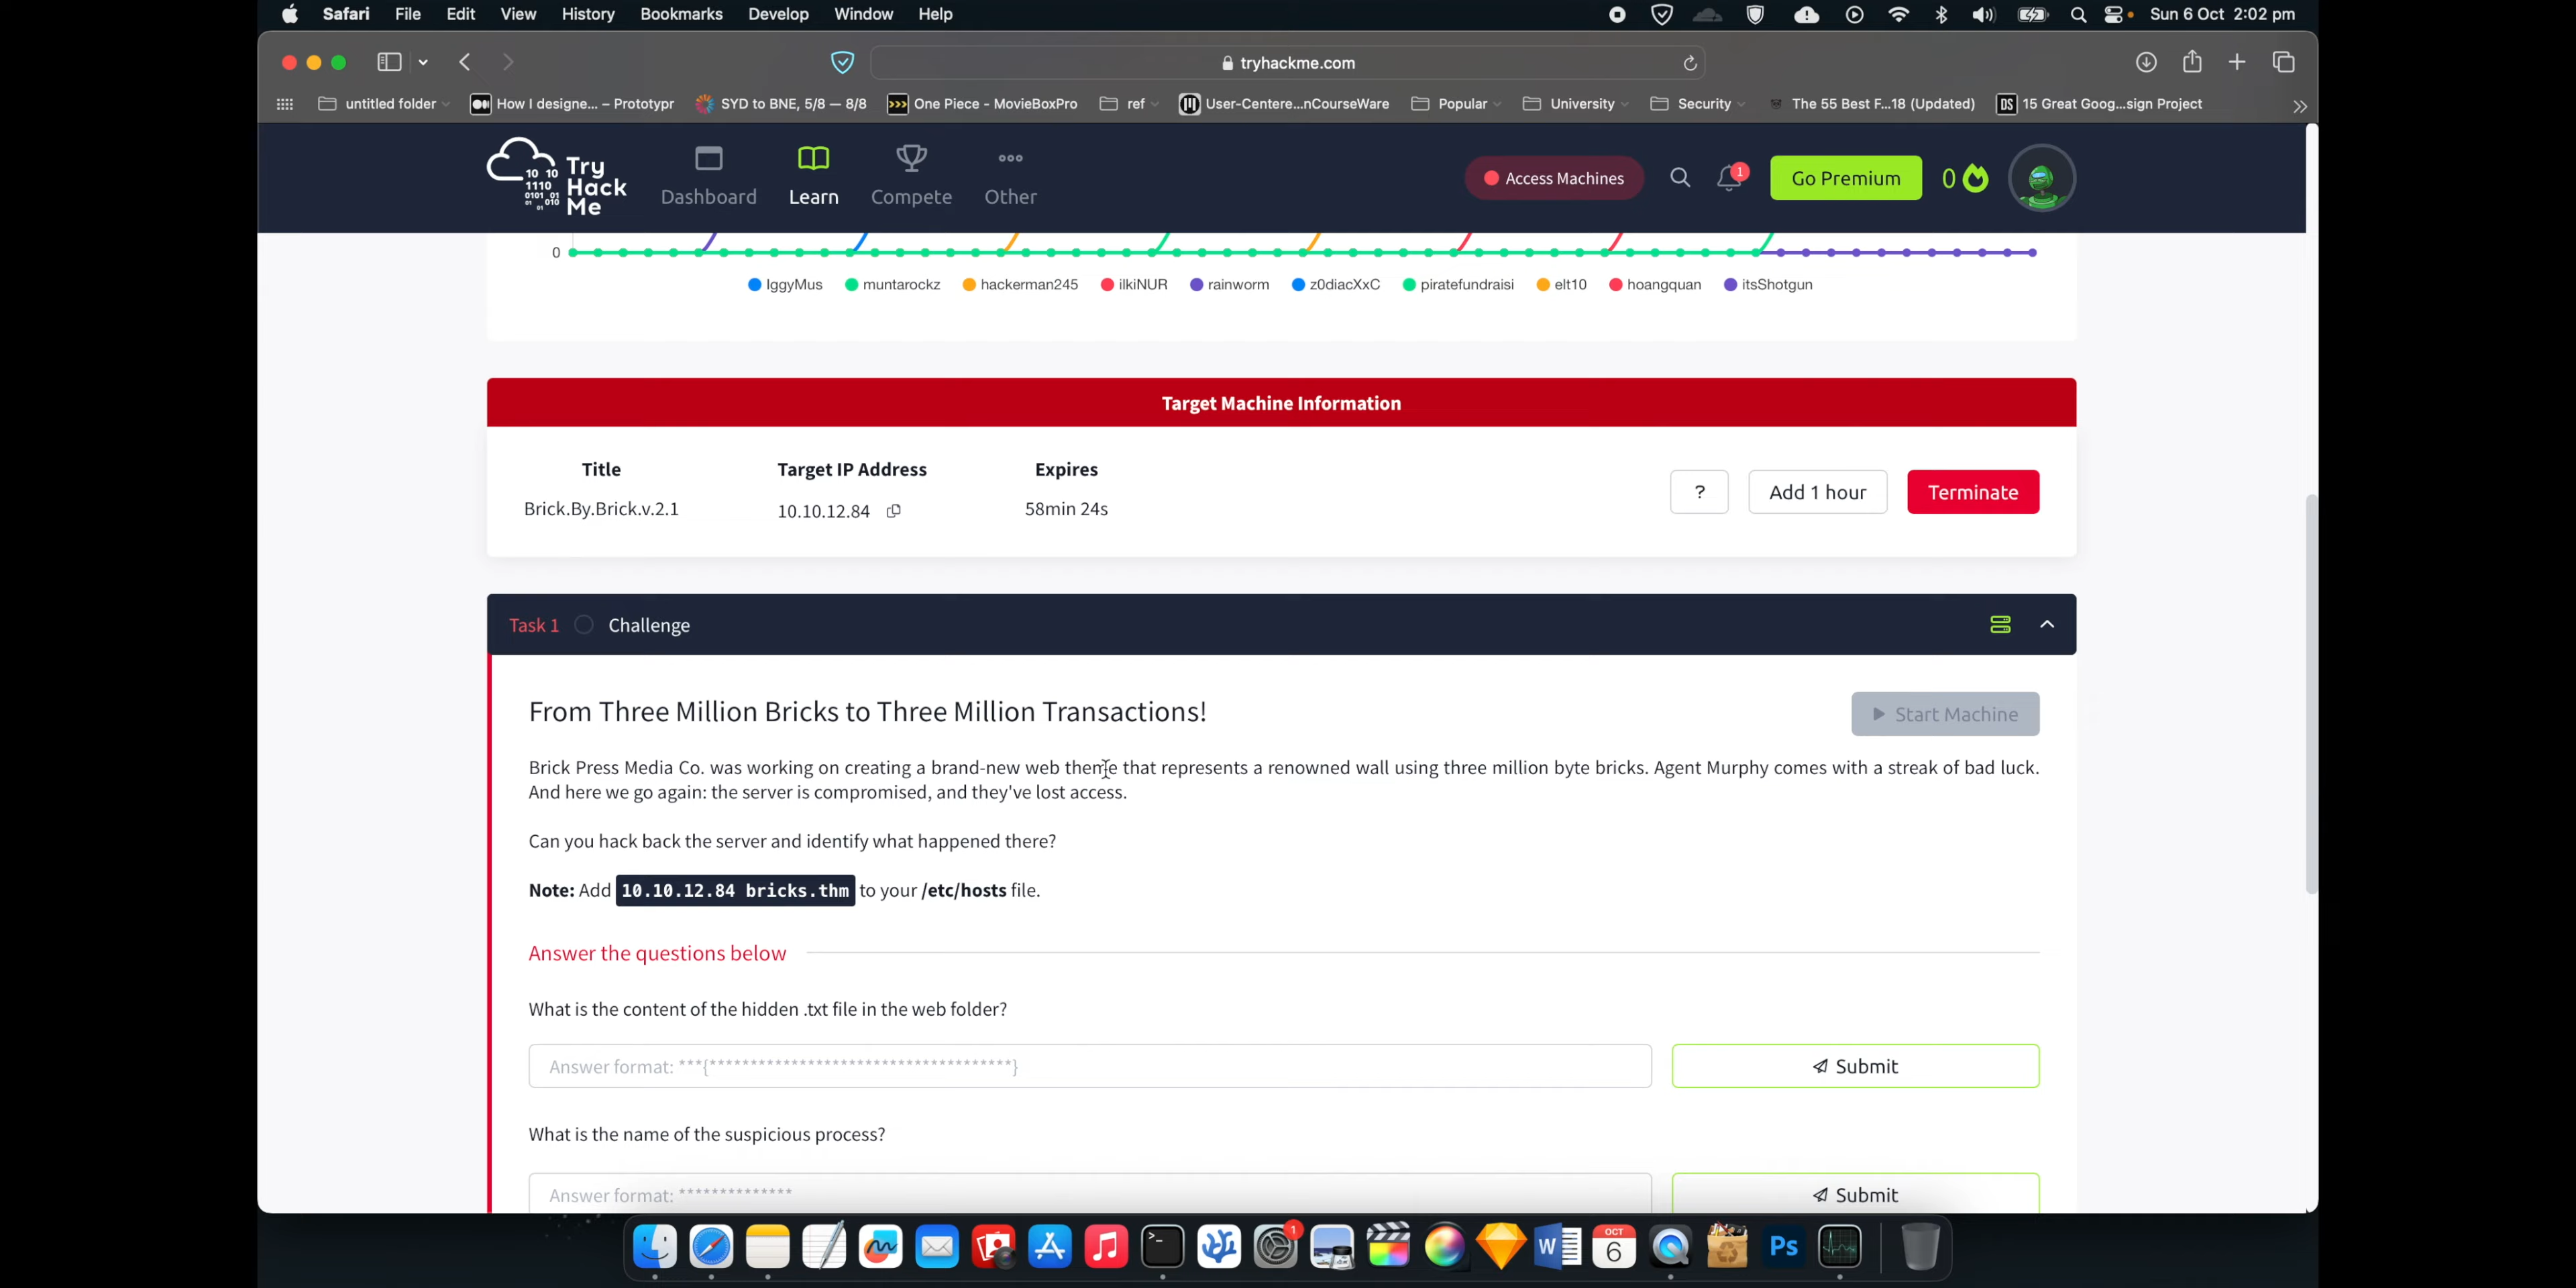 Safari File Edit View History Bookmarks Develop Window Help Sun 6 Oct 2:02 pm
tryhackme.com
untitled folder How I designe... – Prototypr SYD to BNE, 5/8 — 8/8 One Piece - MovieBoxPro ref User-Centere...nCourseWare Popular University Security The 55 Best F...18 (Updated) 15 Great Goog...sign Project
Try Hack Me
Dashboard Learn Compete Other Access Machines 1 Go Premium 0
0
IggyMus muntarockz hackerman245 ilkiNUR rainworm z0diacXxC piratefundraisi elt10 hoangquan itsShotgun
Target Machine Information
Title Target IP Address Expires
Brick.By.Brick.v.2.1 10.10.12.84 58min 24s ? Add 1 hour Terminate
Task 1 Challenge
From Three Million Bricks to Three Million Transactions! Start Machine
Brick Press Media Co. was working on creating a brand-new web theme that represents a renowned wall using three million byte bricks. Agent Murphy comes with a streak of bad luck.
And here we go again: the server is compromised, and they've lost access.
Can you hack back the server and identify what happened there?
Note: Add 10.10.12.84 bricks.thm to your /etc/hosts file.
Answer the questions below
What is the content of the hidden .txt file in the web folder?
Answer format: ***{*************************************} Submit
What is the name of the suspicious process?
Answer format: ************** Submit
1 W OCT 6 Ps